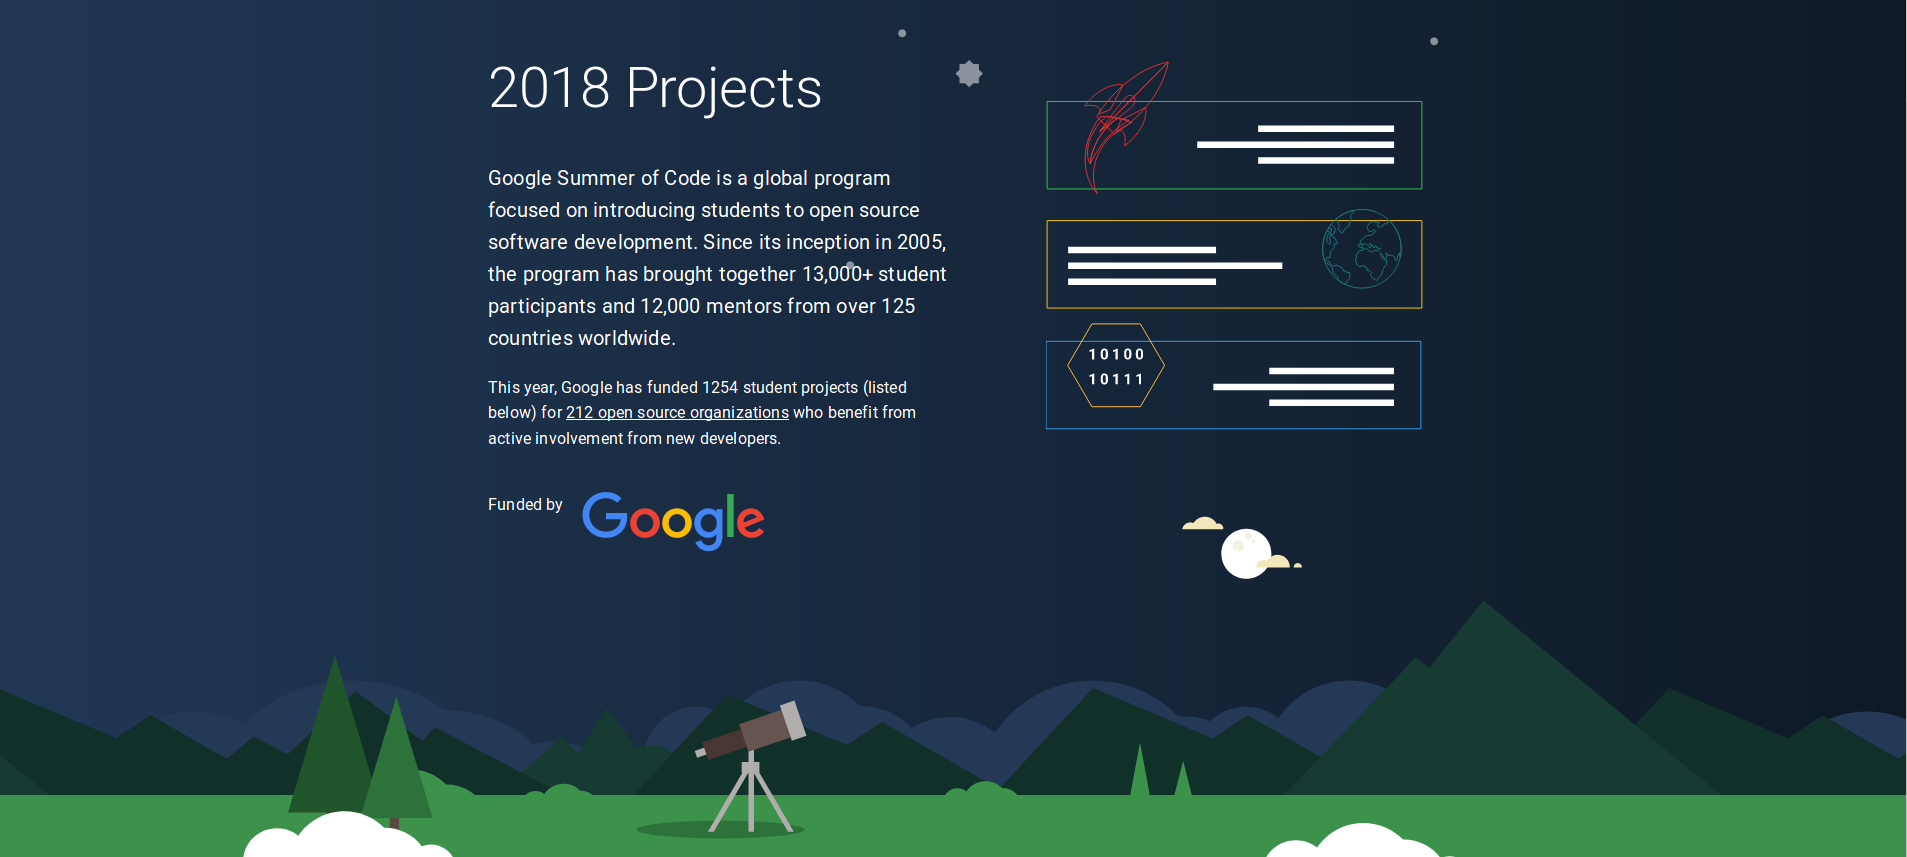 2018 Projects
Google Summer of Code is a global program
focused on introducing students to open source
software development. Since its inception in 2005,
the program has brought together 13,000+ student
participants and 12,000 mentors from over 125
countries worldwide.
This year, Google has funded 1254 student projects (listed
below) for 212 open source organizations who benefit from
active involvement from new developers.
Funded by Google
10100
10111